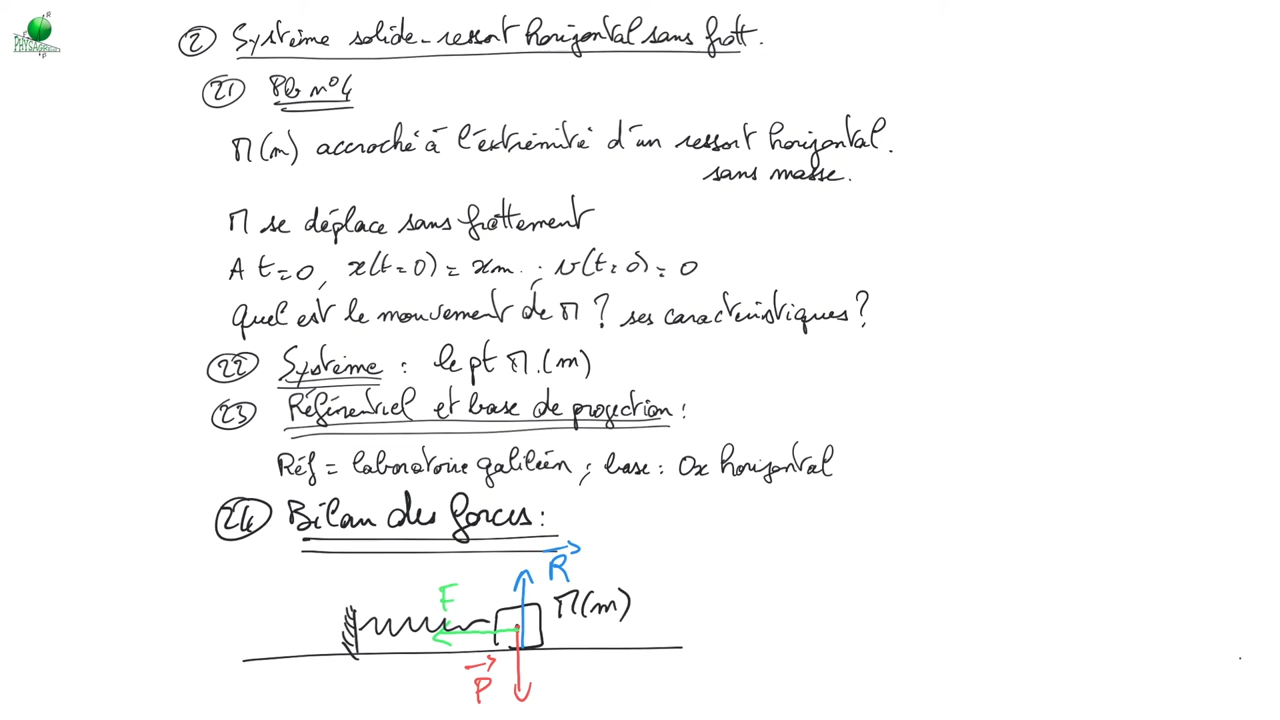 ② Système solide-ressort horizontal sans frott.
㉑ Pb n°4
M(m) accroché à l'extrémité d'un ressort horizontal.
sans masse.
M se déplace sans frottement
A t=0, x(t=0) = xm. ; v(t=0) = 0
Quel est le mouvement de M ? ses caractéristiques ?
㉒ Système : le pt M.(m)
㉓ Référentiel et base de projection :
Réf = laboratoire galiléen ; base : Ox horizontal
㉔ Bilan des forces :
R
F
M(m)
P